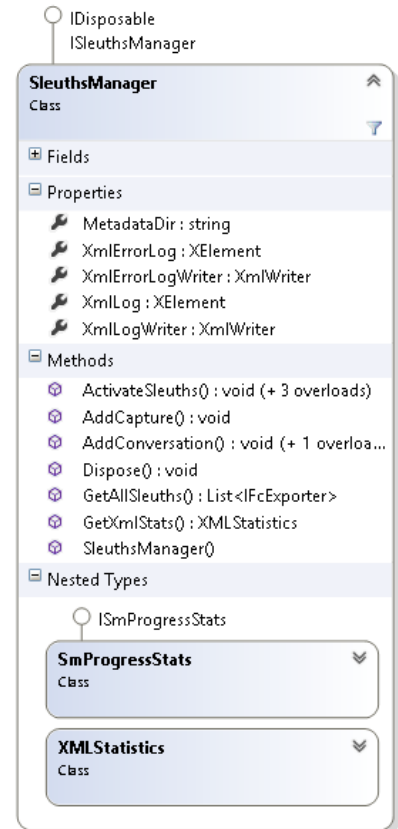 IDisposable
ISleuthsManager
SleuthsManager
Class
Fields
Properties
MetadataDir : string
XmlErrorLog : XElement
XmlErrorLogWriter : XmlWriter
XmlLog : XElement
XmlLogWriter : XmlWriter
Methods
ActivateSleuths() : void (+ 3 overloads)
AddCapture() : void
AddConversation() : void (+ 1 overloa...
Dispose() : void
GetAllSleuths() : List<IFcExporter>
GetXmlStats() : XMLStatistics
SleuthsManager()
Nested Types
ISmProgressStats
SmProgressStats
Class
XMLStatistics
Class